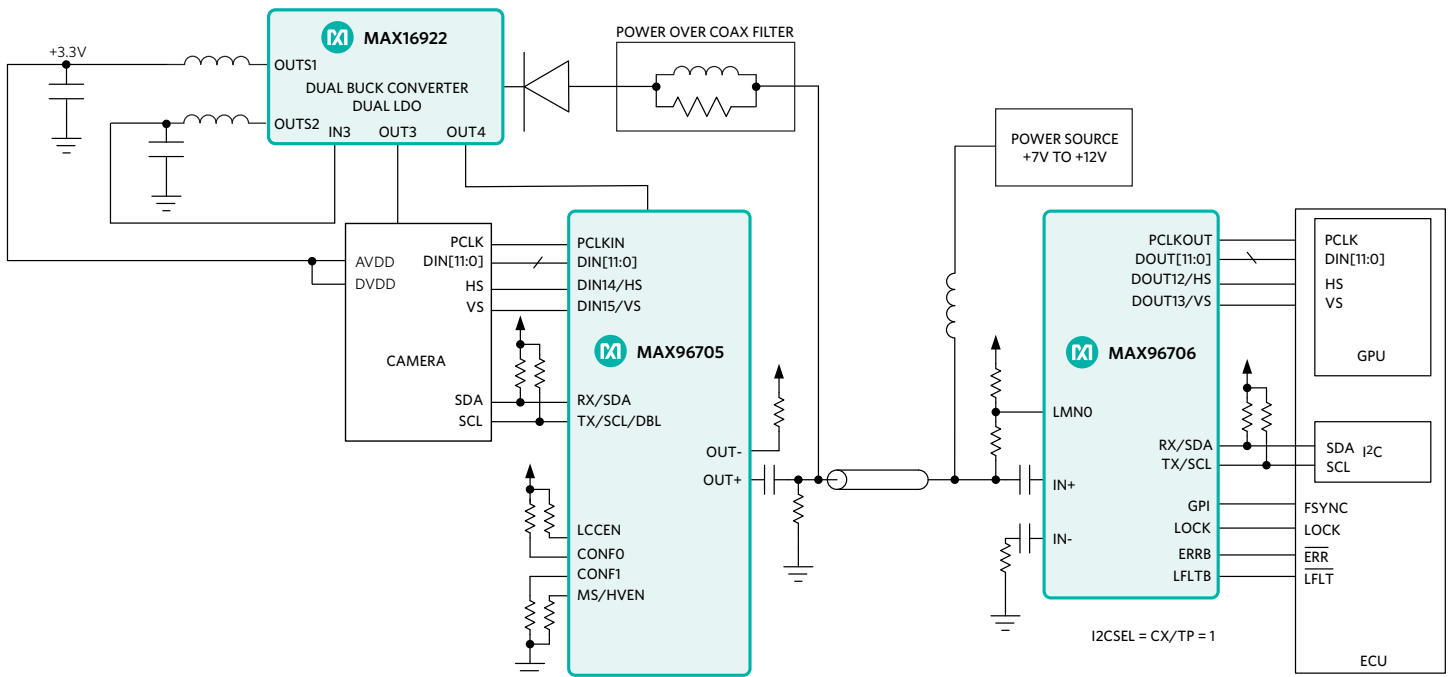 +3.3V
OUTS1
OUTS2
MAX16922
DUAL BUCK CONVERTER
DUAL LDO
IN3
OUT3
OUT4
POWER OVER COAX FILTER
POWER SOURCE
+7V TO +12V
AVDD
DVDD
PCLK
DIN[11:0]
HS
VS
CAMERA
SDA
SCL
PCLKIN
DIN[11:0]
DIN14/HS
DIN15/VS
MAX96705
RX/SDA
TX/SCL/DBL
OUT-
OUT+
LCCEN
CONF0
CONF1
MS/HVEN
PCLKOUT
DOUT[11:0]
DOUT12/HS
DOUT13/VS
MAX96706
LMN0
RX/SDA
TX/SCL
IN+
IN-
GPI
LOCK
ERRB
LFLTB
I2CSEL = CX/TP = 1
PCLK
DIN[11:0]
HS
VS
GPU
SDA
I²C
SCL
FSYNC
LOCK
ERR
LFLT
ECU